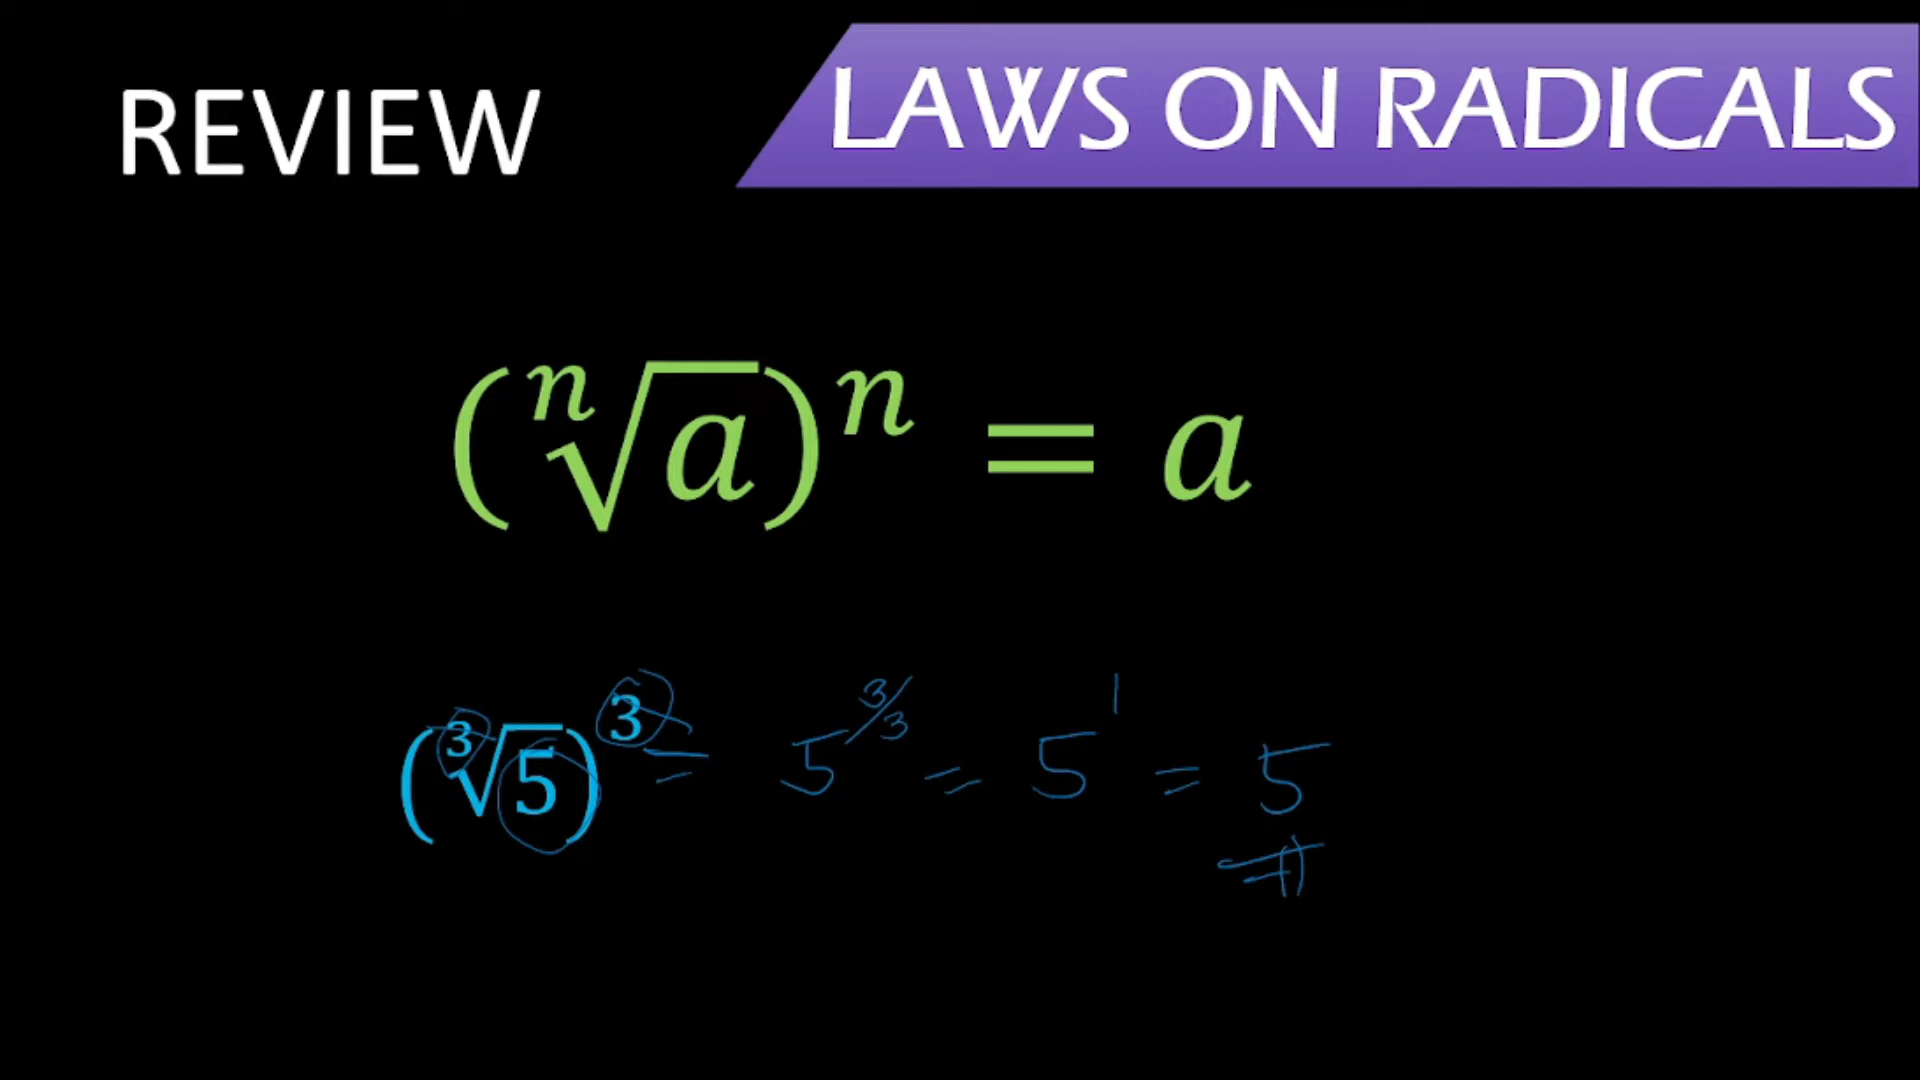 REVIEW
LAWS ON RADICALS
(ⁿ√a)ⁿ = a
(³√5)³ = 5^(3/3) = 5¹ = 5